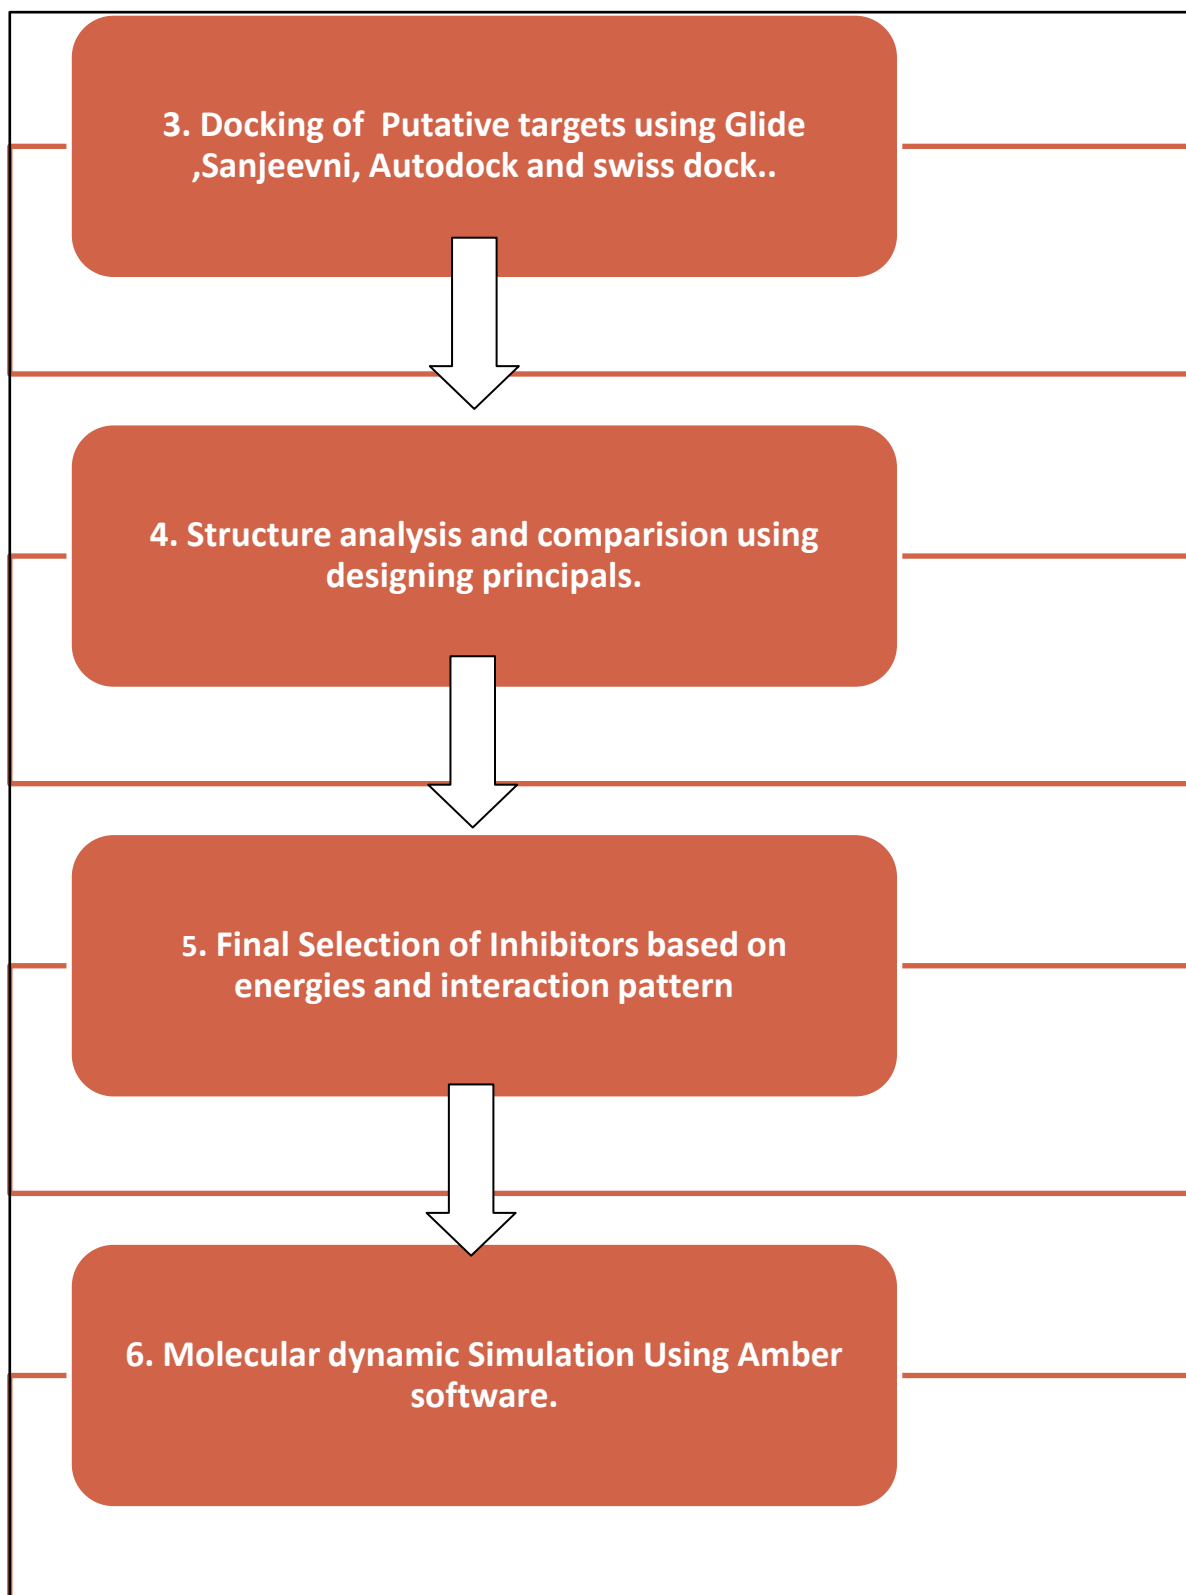 3. Docking of  Putative targets using Glide
,Sanjeevni, Autodock and swiss dock..
4. Structure analysis and comparision using
designing principals.
5. Final Selection of Inhibitors based on
energies and interaction pattern
6. Molecular dynamic Simulation Using Amber
software.